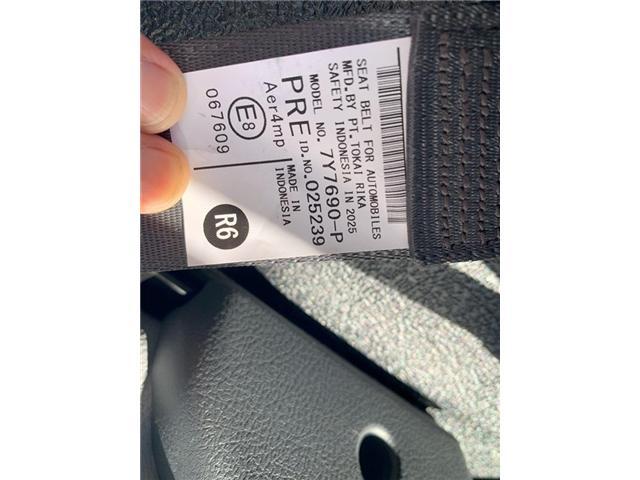 SEAT BELT FOR AUTOMOBILES
MFD. BY PT. TOKAI RIKA
SAFETY INDONESIA IN 2025
MODEL NO. 7Y7690-P
PRE ID.NO. 025239
Aer4mp
MADE IN
INDONESIA
E8
067609
R6